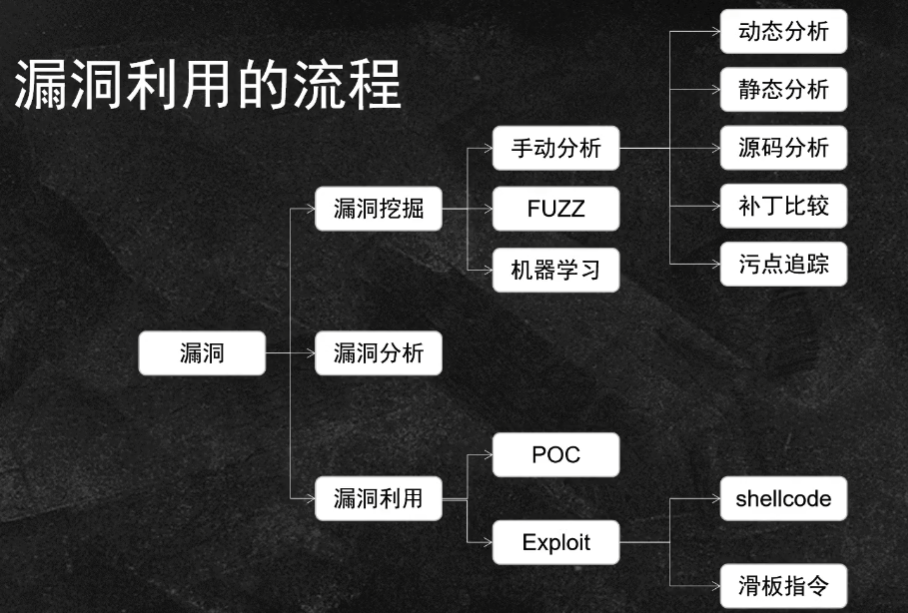 漏洞利用的流程
动态分析
静态分析
手动分析
源码分析
漏洞挖掘
FUZZ
补丁比较
机器学习
污点追踪
漏洞
漏洞分析
POC
漏洞利用
shellcode
Exploit
滑板指令